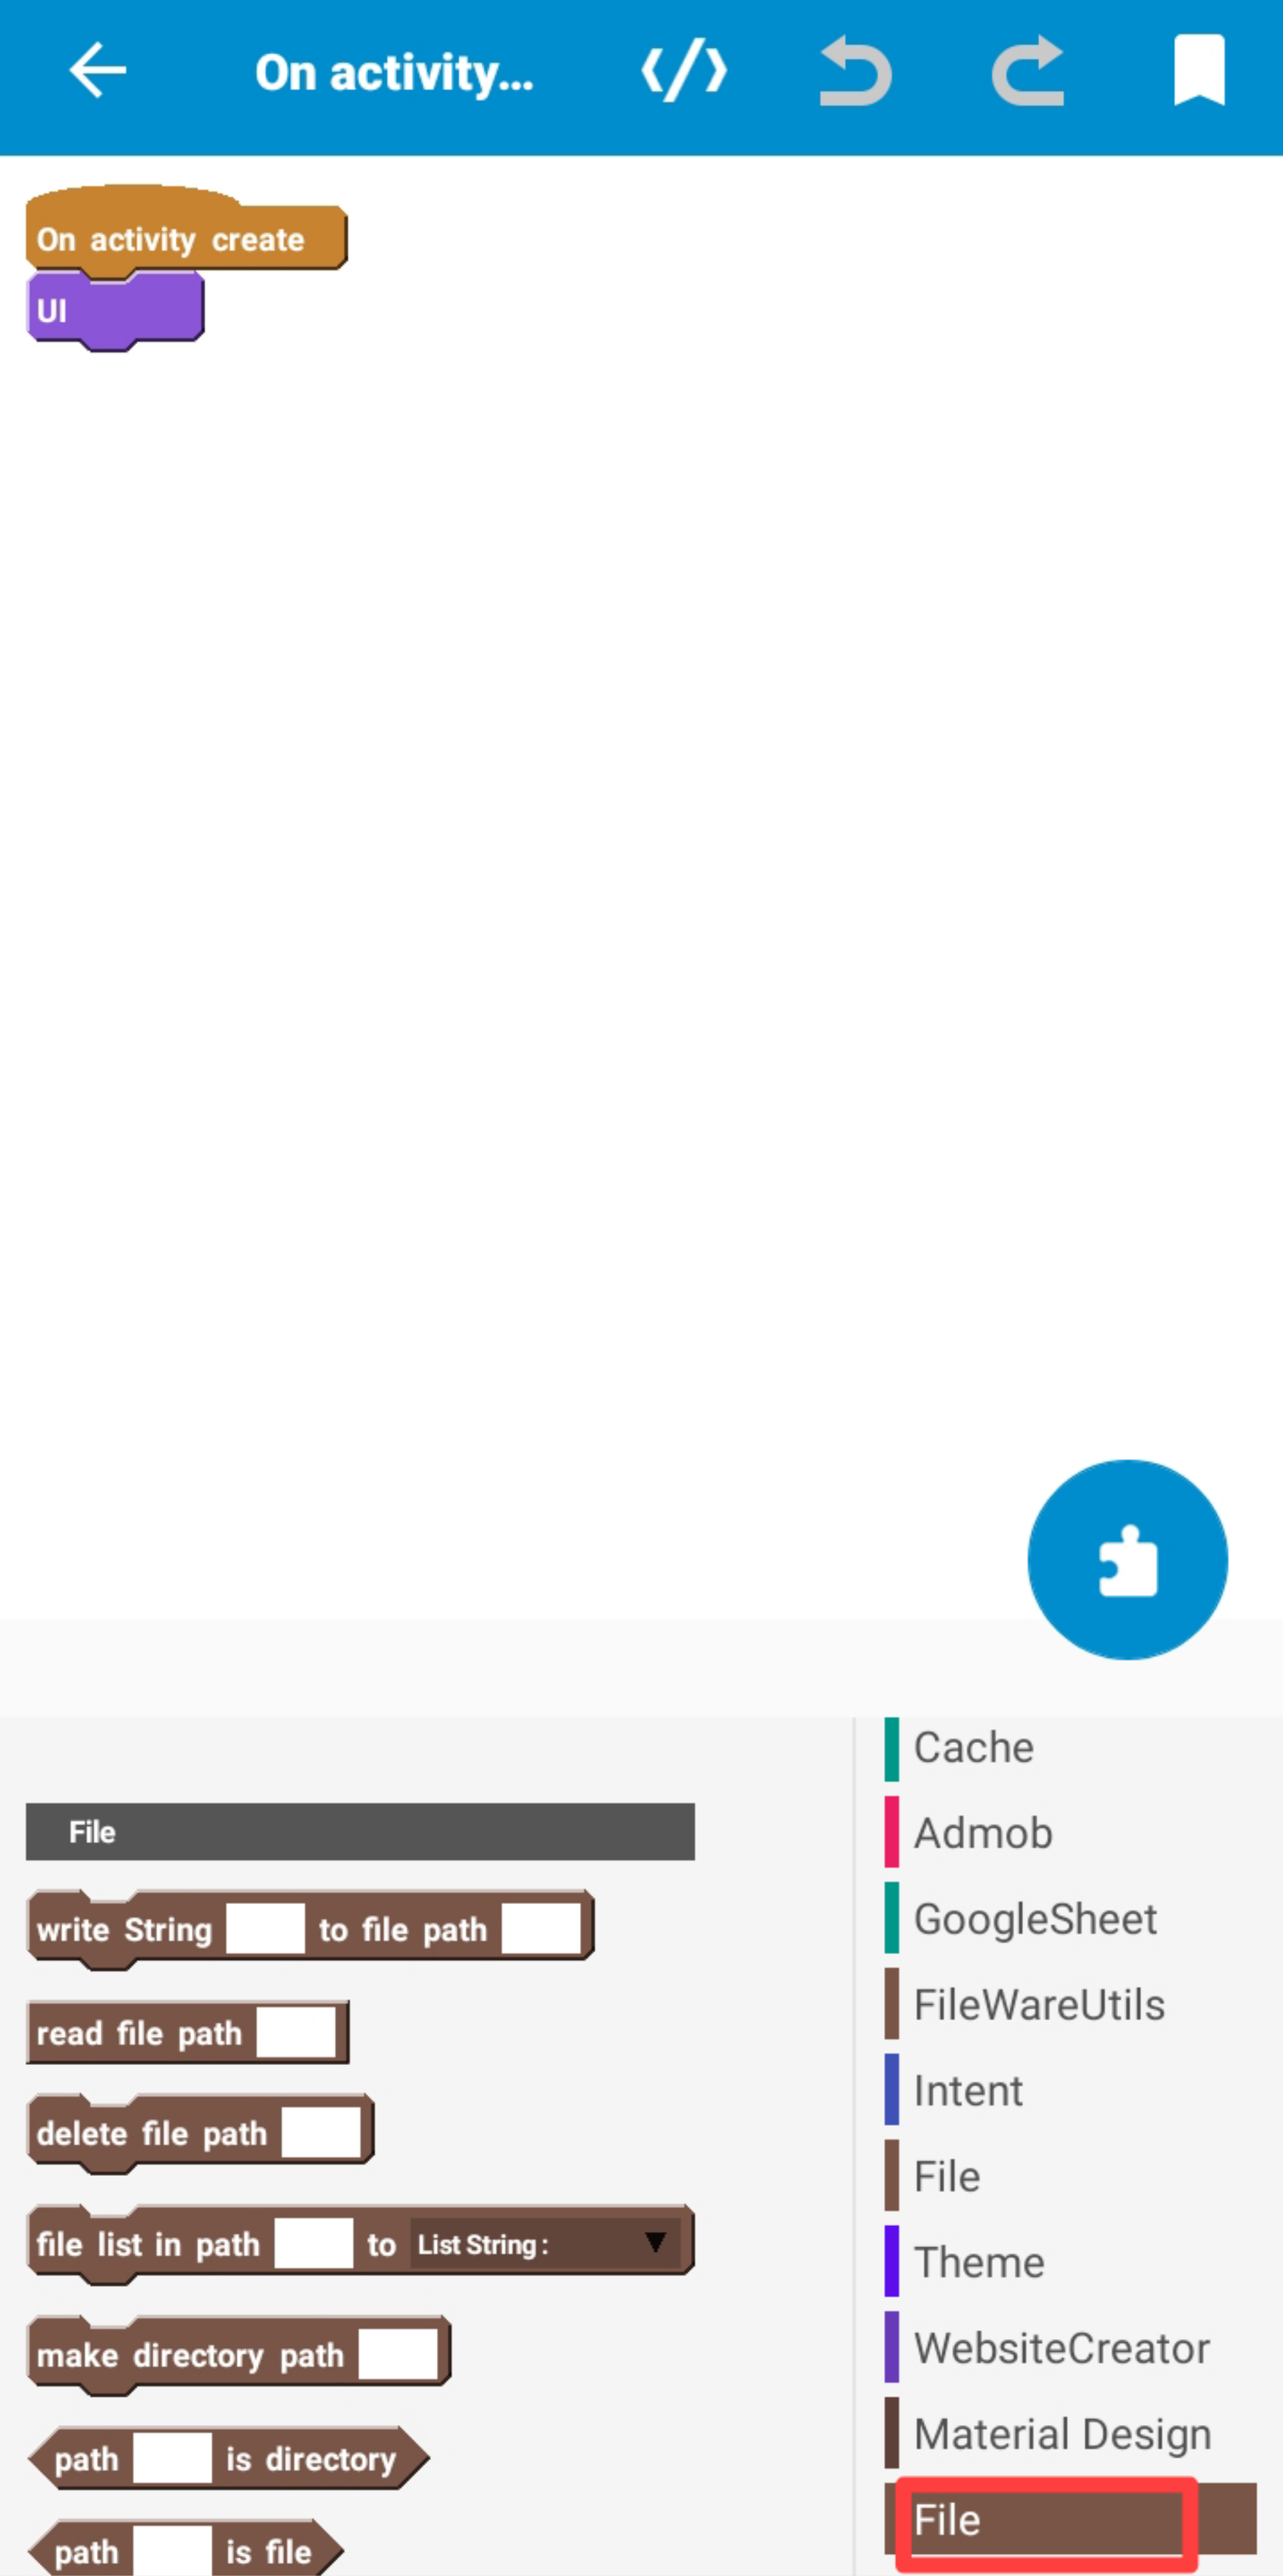 On activity...
On activity create
UI
Cache
Admob
GoogleSheet
FileWareUtils
Intent
File
Theme
WebsiteCreator
Material Design
File
File
write String to file path
read file path
delete file path
file list in path to List String :
make directory path
path is directory
path is file